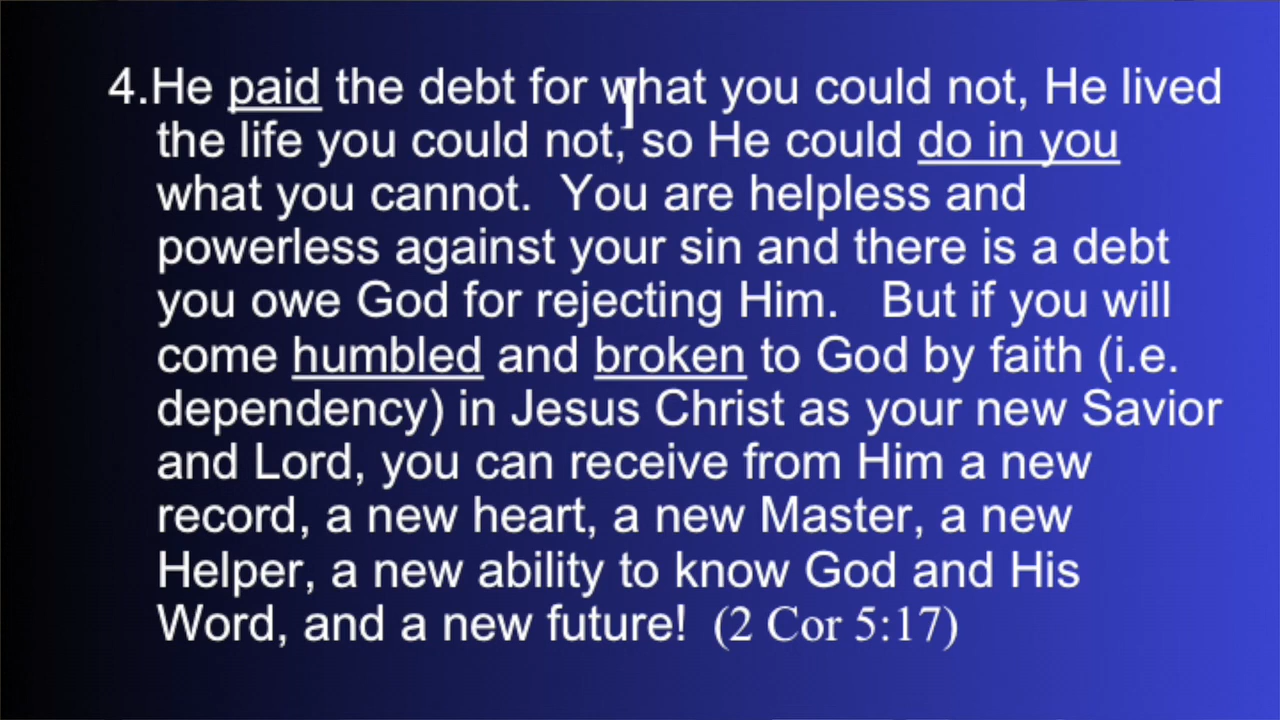 4.He paid the debt for what you could not, He lived
the life you could not, so He could do in you
what you cannot.  You are helpless and
powerless against your sin and there is a debt
you owe God for rejecting Him.   But if you will
come humbled and broken to God by faith (i.e.
dependency) in Jesus Christ as your new Savior
and Lord, you can receive from Him a new
record, a new heart, a new Master, a new
Helper, a new ability to know God and His
Word, and a new future!  (2 Cor 5:17)